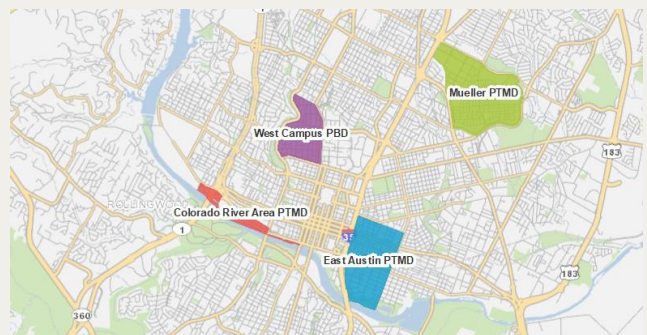 Mueller PTMD
West Campus PBD
183
ROLLINGWOOD
Colorado River Area PTMD
1
35
East Austin PTMD
183
360